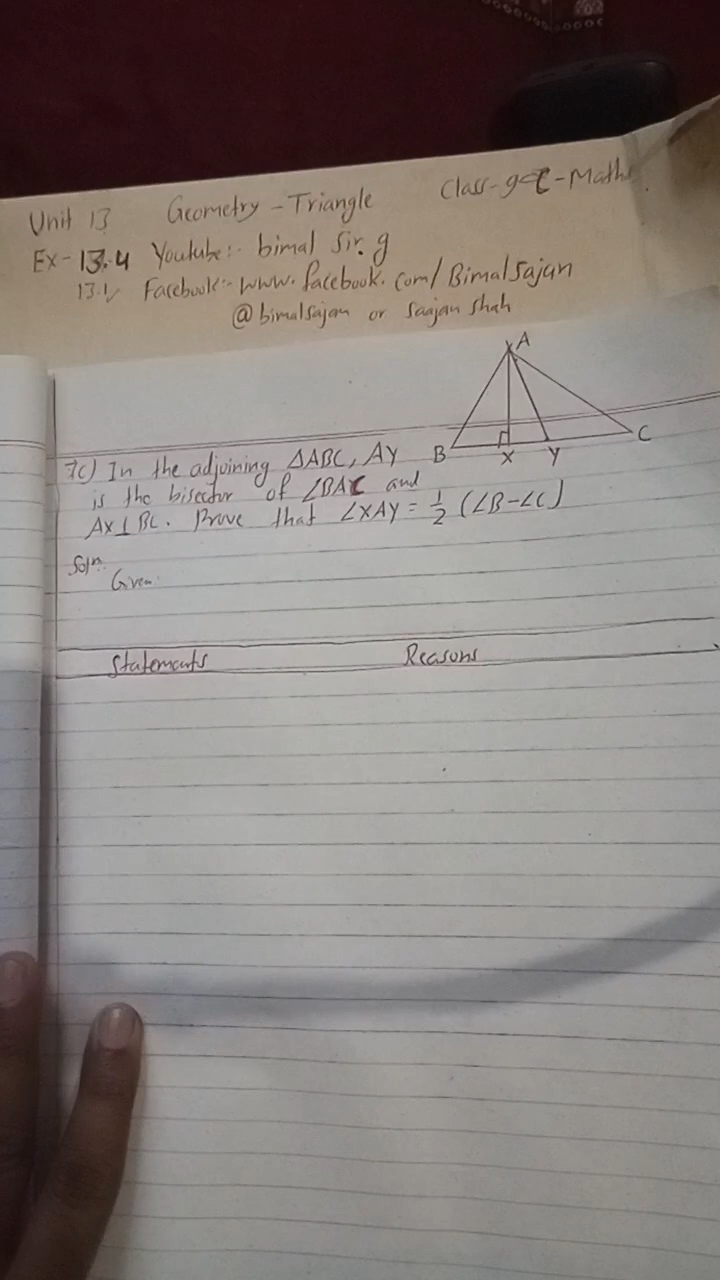 Unit 13 Geometry - Triangle Class-9 - Maths
Ex- 13.4 Youtube:- bimal sir. g
13.1 Facebook:- www.facebook.com/Bimalsajan
@bimalsajan or saajan shah
A
B X Y C
7c) In the adjoining ΔABC, AY
is the bisector of ∠BAC and
AX⊥BC. Prove that ∠XAY = 1/2 (∠B-∠C)
Soln.
Given:
Statements Reasons